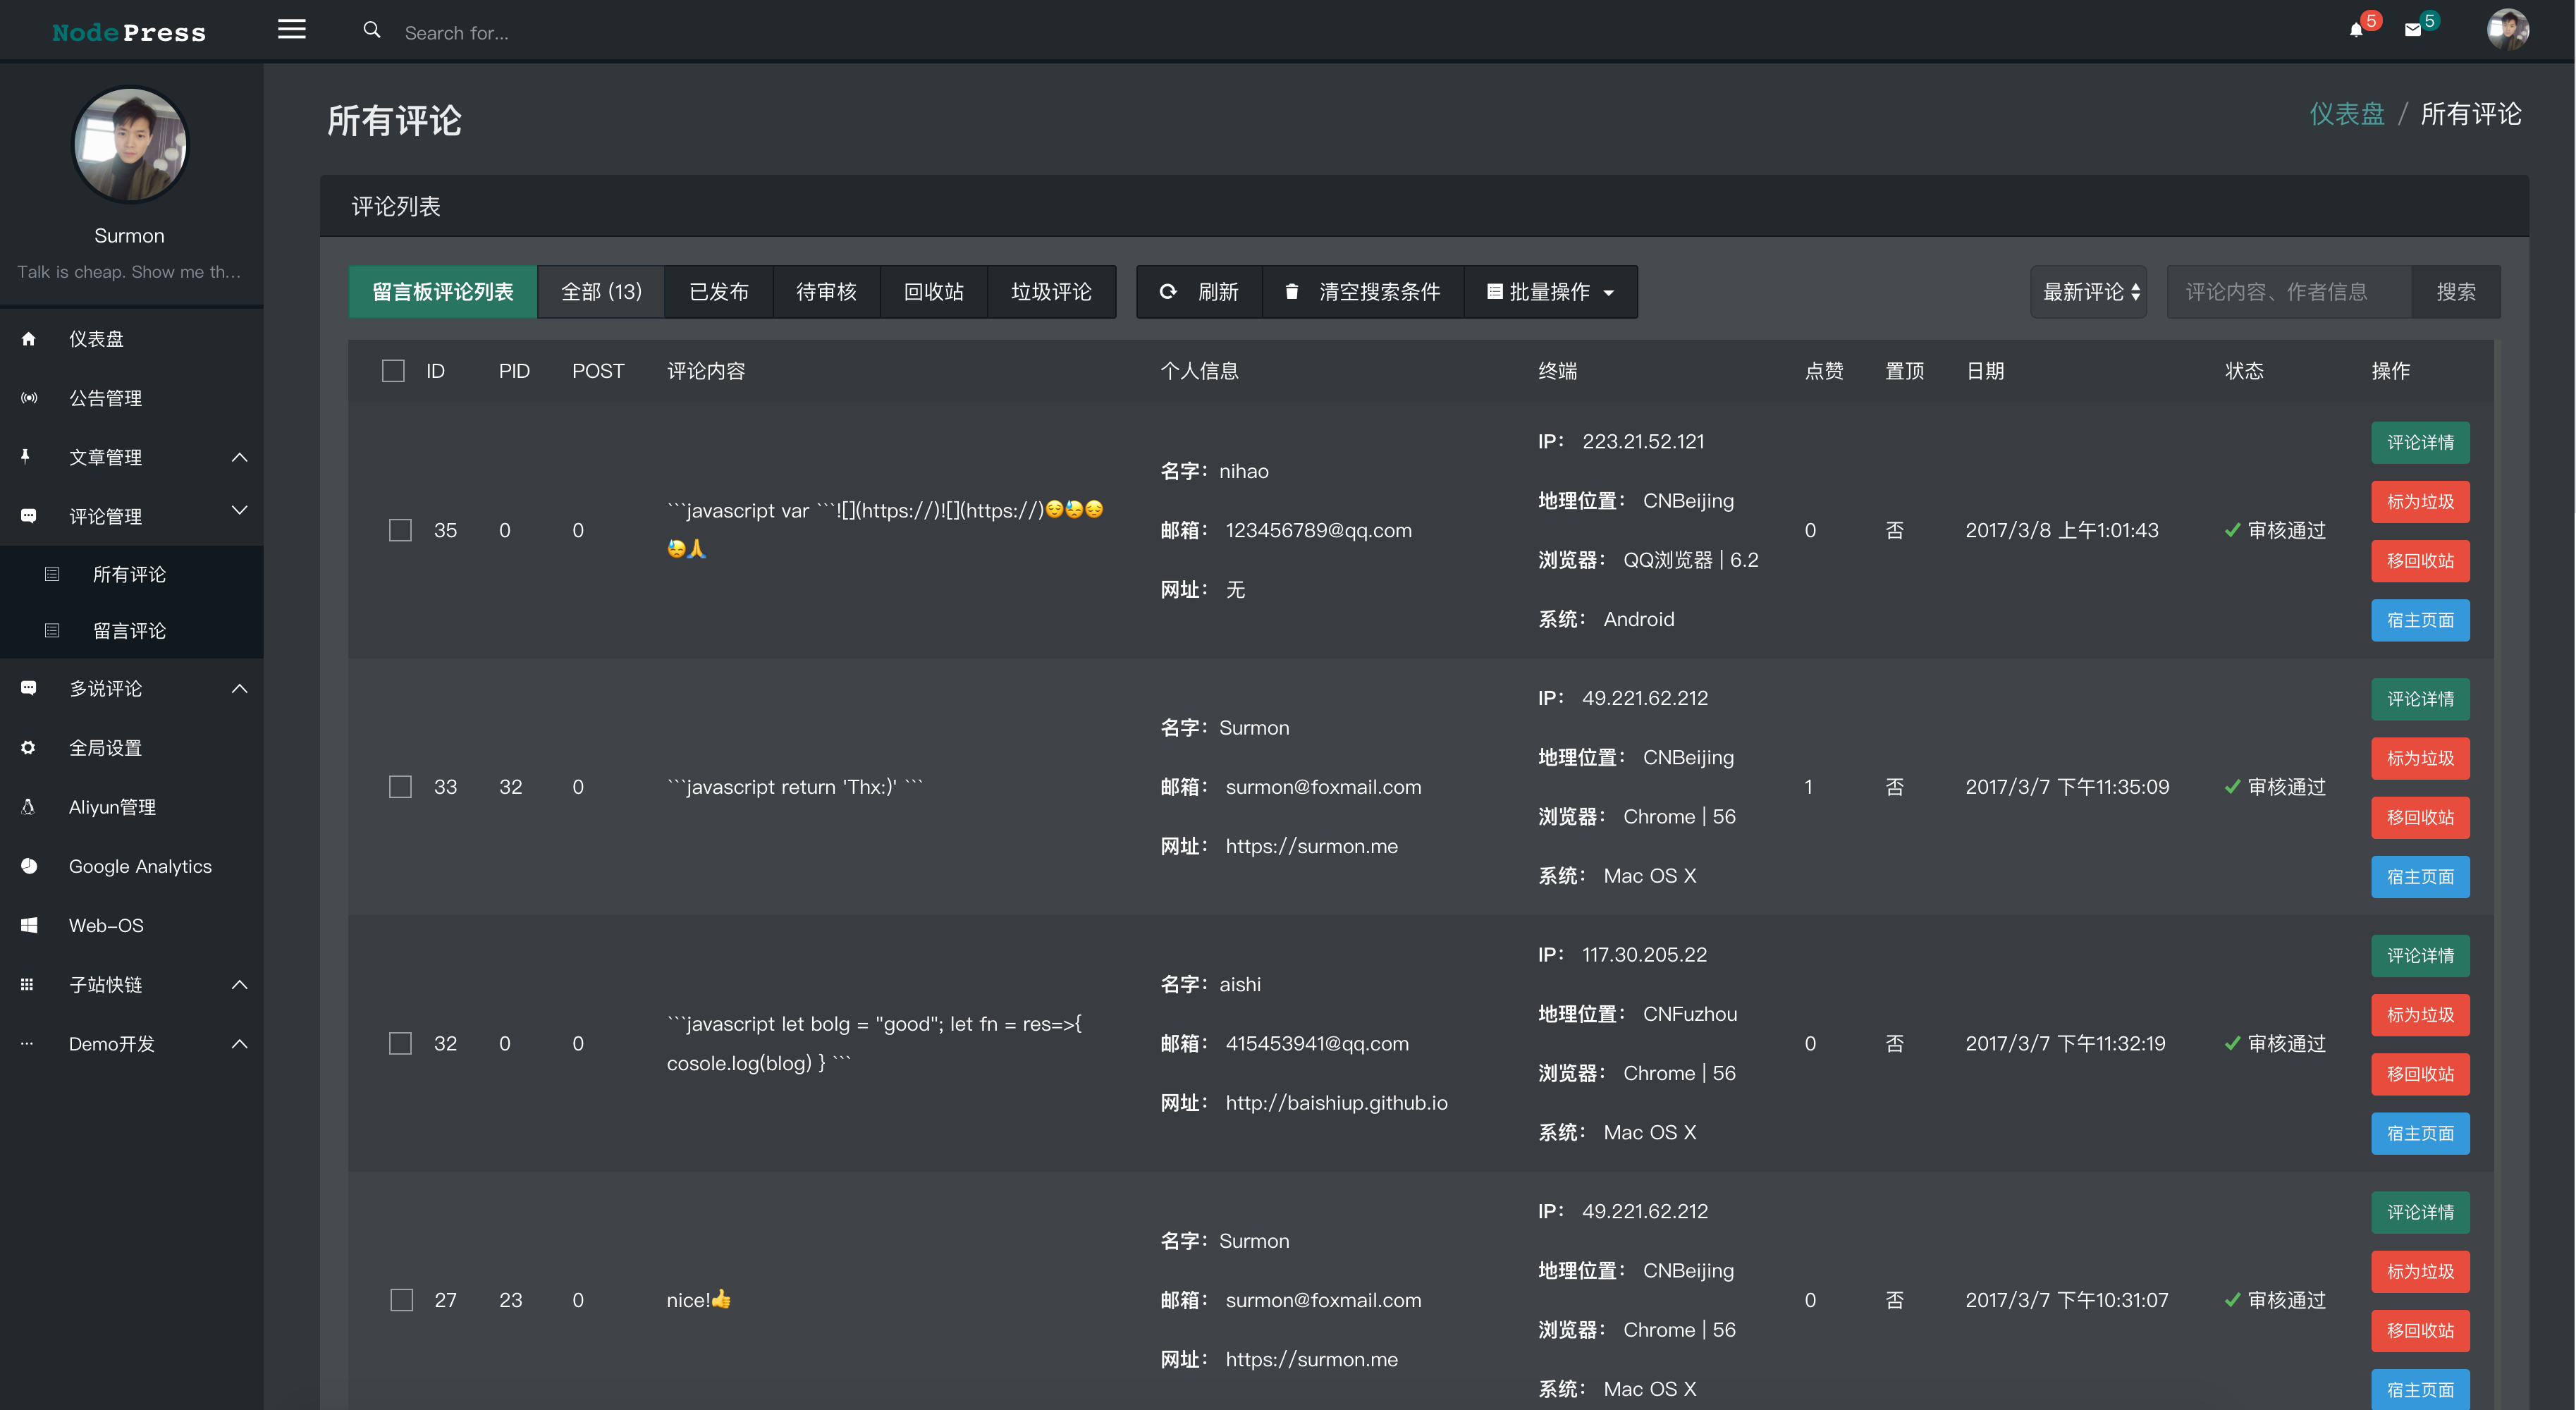 NodePress
Search for...
5
5
Surmon
Talk is cheap. Show me th...
仪表盘
公告管理
文章管理
评论管理
所有评论
留言评论
多说评论
全局设置
Aliyun管理
Google Analytics
Web-OS
子站快链
Demo开发
所有评论
仪表盘 / 所有评论
评论列表
留言板评论列表 全部 (13) 已发布 待审核 回收站 垃圾评论 刷新 清空搜索条件 批量操作 最新评论 评论内容、作者信息 搜索
ID PID POST 评论内容 个人信息 终端 点赞 置顶 日期 状态 操作
35 0 0
```javascript var ```![](https://)![](https://)😔😓😔
😓🙏
名字：nihao
邮箱： 123456789@qq.com
网址： 无
IP： 223.21.52.121
地理位置： CNBeijing
浏览器： QQ浏览器 | 6.2
系统： Android
0 否 2017/3/8 上午1:01:43 审核通过
评论详情
标为垃圾
移回收站
宿主页面
33 32 0
```javascript return 'Thx:)' ```
名字：Surmon
邮箱： surmon@foxmail.com
网址： https://surmon.me
IP： 49.221.62.212
地理位置： CNBeijing
浏览器： Chrome | 56
系统： Mac OS X
1 否 2017/3/7 下午11:35:09 审核通过
评论详情
标为垃圾
移回收站
宿主页面
32 0 0
```javascript let bolg = "good"; let fn = res=>{
cosole.log(blog) } ```
名字：aishi
邮箱： 415453941@qq.com
网址： http://baishiup.github.io
IP： 117.30.205.22
地理位置： CNFuzhou
浏览器： Chrome | 56
系统： Mac OS X
0 否 2017/3/7 下午11:32:19 审核通过
评论详情
标为垃圾
移回收站
宿主页面
27 23 0
nice!👍
名字：Surmon
邮箱： surmon@foxmail.com
网址： https://surmon.me
IP： 49.221.62.212
地理位置： CNBeijing
浏览器： Chrome | 56
系统： Mac OS X
0 否 2017/3/7 下午10:31:07 审核通过
评论详情
标为垃圾
移回收站
宿主页面